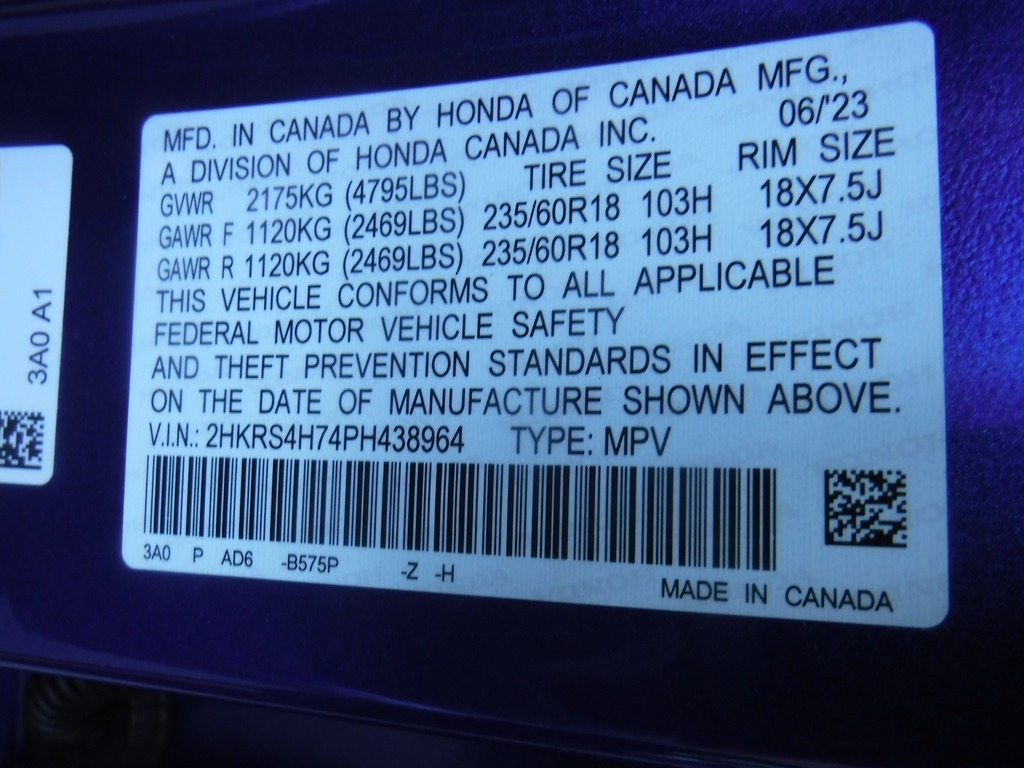 MFD. IN CANADA BY HONDA OF CANADA MFG.,
A DIVISION OF HONDA CANADA INC. 06/'23
GVWR 2175KG (4795LBS) TIRE SIZE RIM SIZE
GAWR F 1120KG (2469LBS) 235/60R18 103H 18X7.5J
GAWR R 1120KG (2469LBS) 235/60R18 103H 18X7.5J
THIS VEHICLE CONFORMS TO ALL APPLICABLE
FEDERAL MOTOR VEHICLE SAFETY
AND THEFT PREVENTION STANDARDS IN EFFECT
ON THE DATE OF MANUFACTURE SHOWN ABOVE.
V.I.N.: 2HKRS4H74PH438964 TYPE: MPV
3A0 P AD6 -B575P -Z -H
MADE IN CANADA
3A0 A1